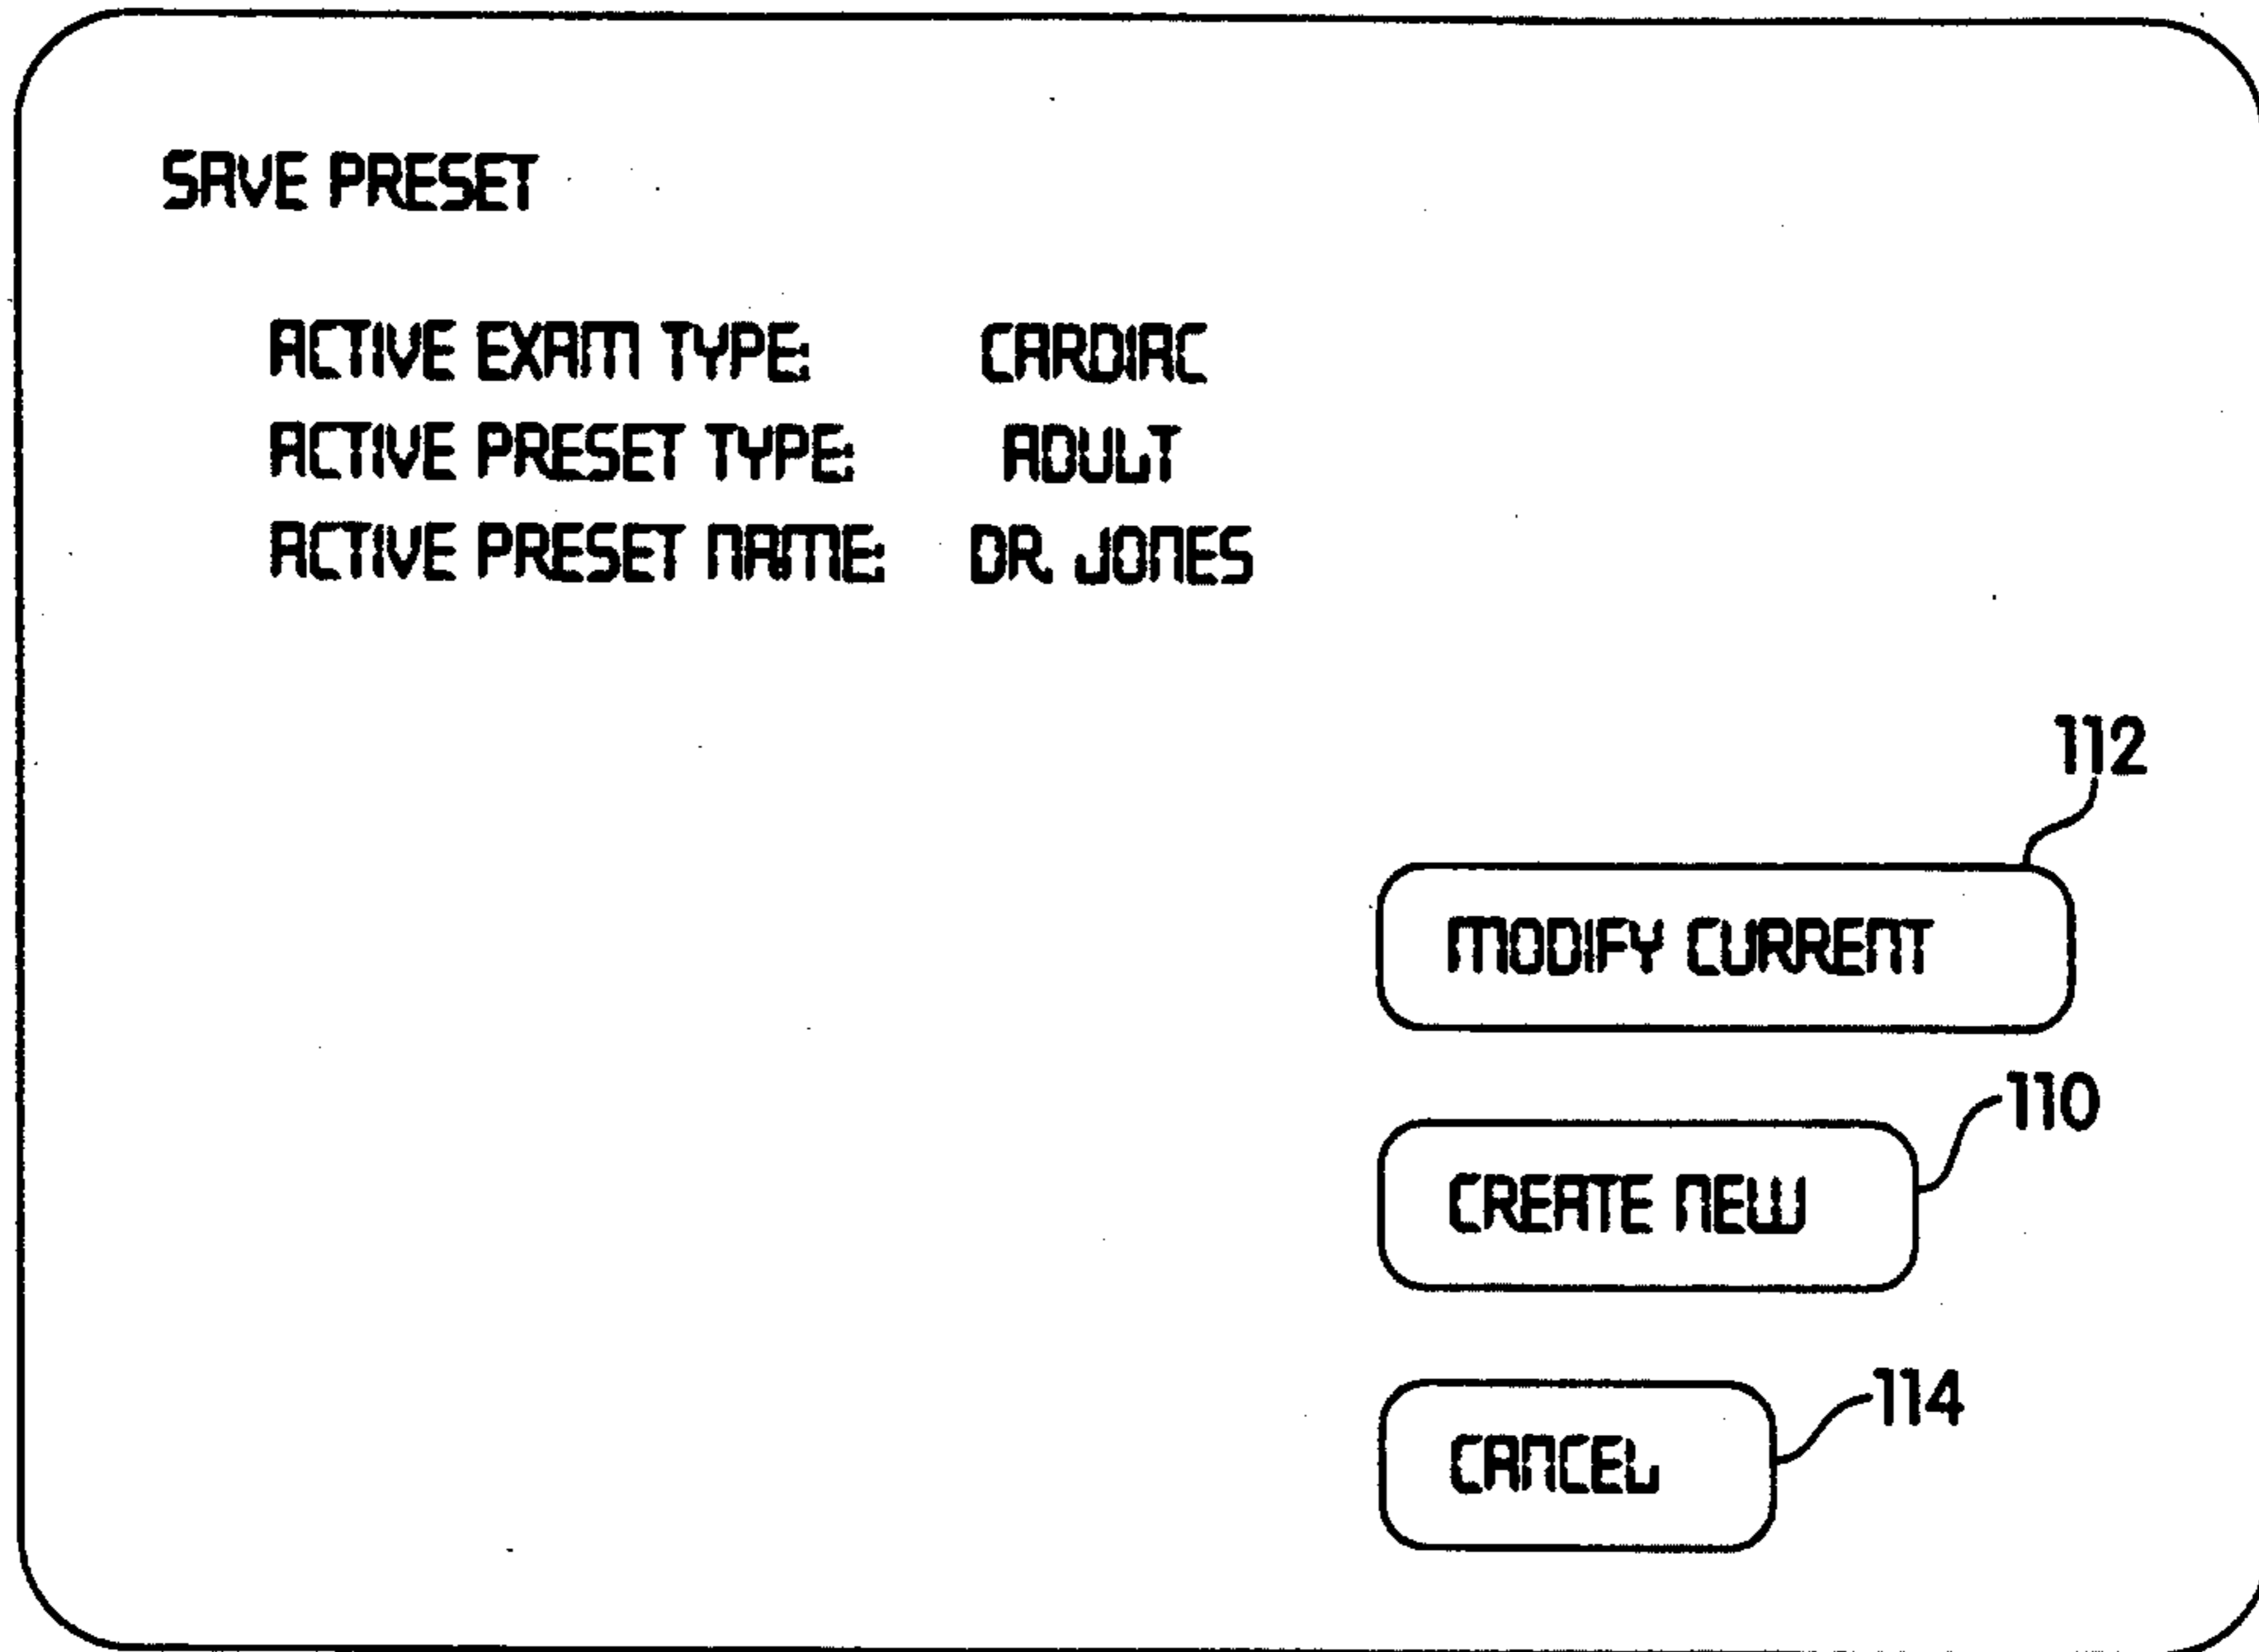 SAVE PRESET
ACTIVE EXAM TYPE: CARDIAC
ACTIVE PRESET TYPE: ADULT
ACTIVE PRESET NAME: DR JONES
112
MODIFY CURRENT
110
CREATE NEW
114
CANCEL